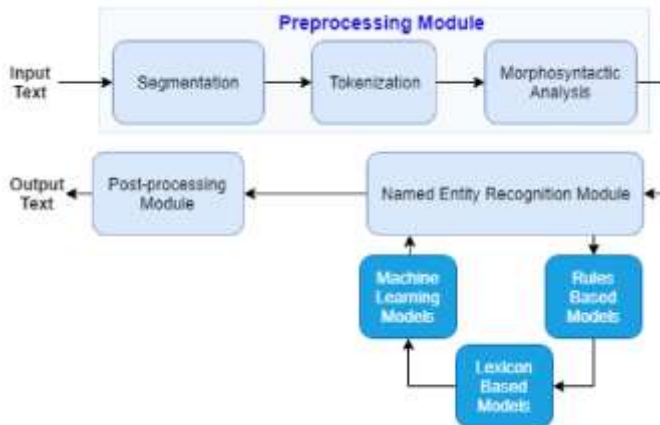 Preprocessing Module
Input
Text
Segmentation
Tokenization
Morphosyntactic
Analysis
Output
Text
Post-processing
Module
Named Entity Recognition Module
Machine
Learning
Models
Rules
Based
Models
Lexicon
Based
Models